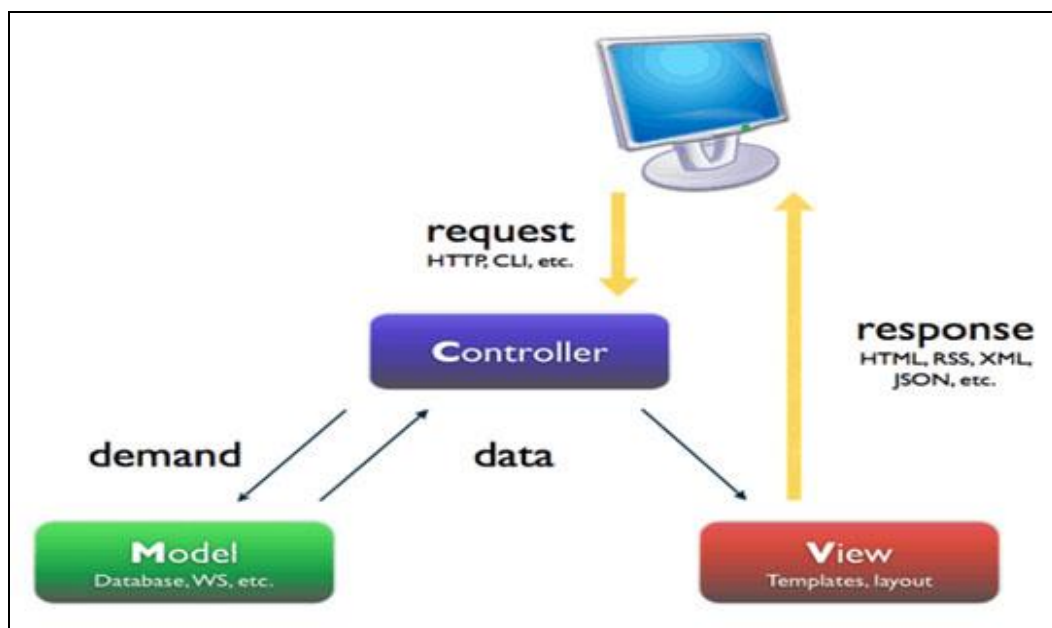 request
HTTP, CLI, etc.
Controller
response
HTML, RSS, XML,
JSON, etc.
demand
data
Model
Database, WS, etc.
View
Templates, layout